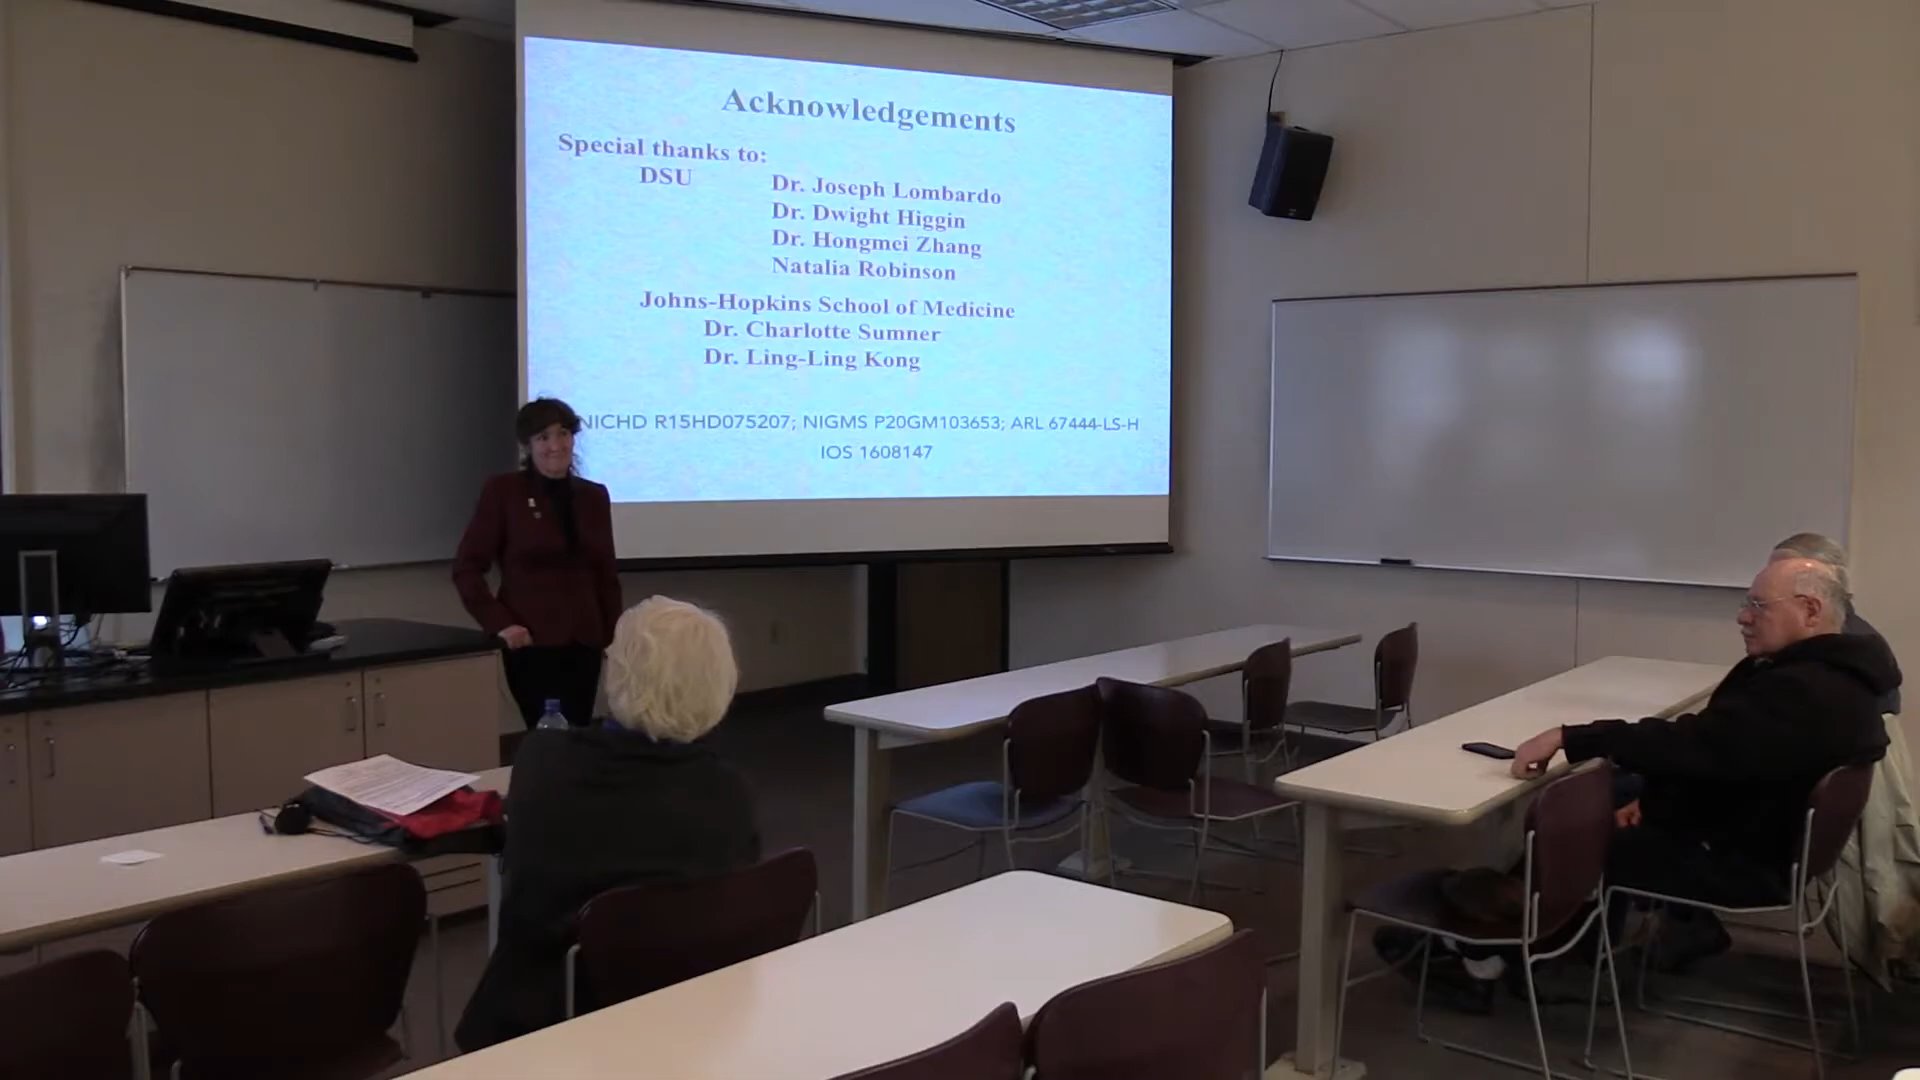 Acknowledgements
Special thanks to:
DSU Dr. Joseph Lombardo
Dr. Dwight Higgin
Dr. Hongmei Zhang
Natalia Robinson
Johns-Hopkins School of Medicine
Dr. Charlotte Sumner
Dr. Ling-Ling Kong
NICHD R15HD075207; NIGMS P20GM103653; ARL 67444-LS-H
IOS 1608147